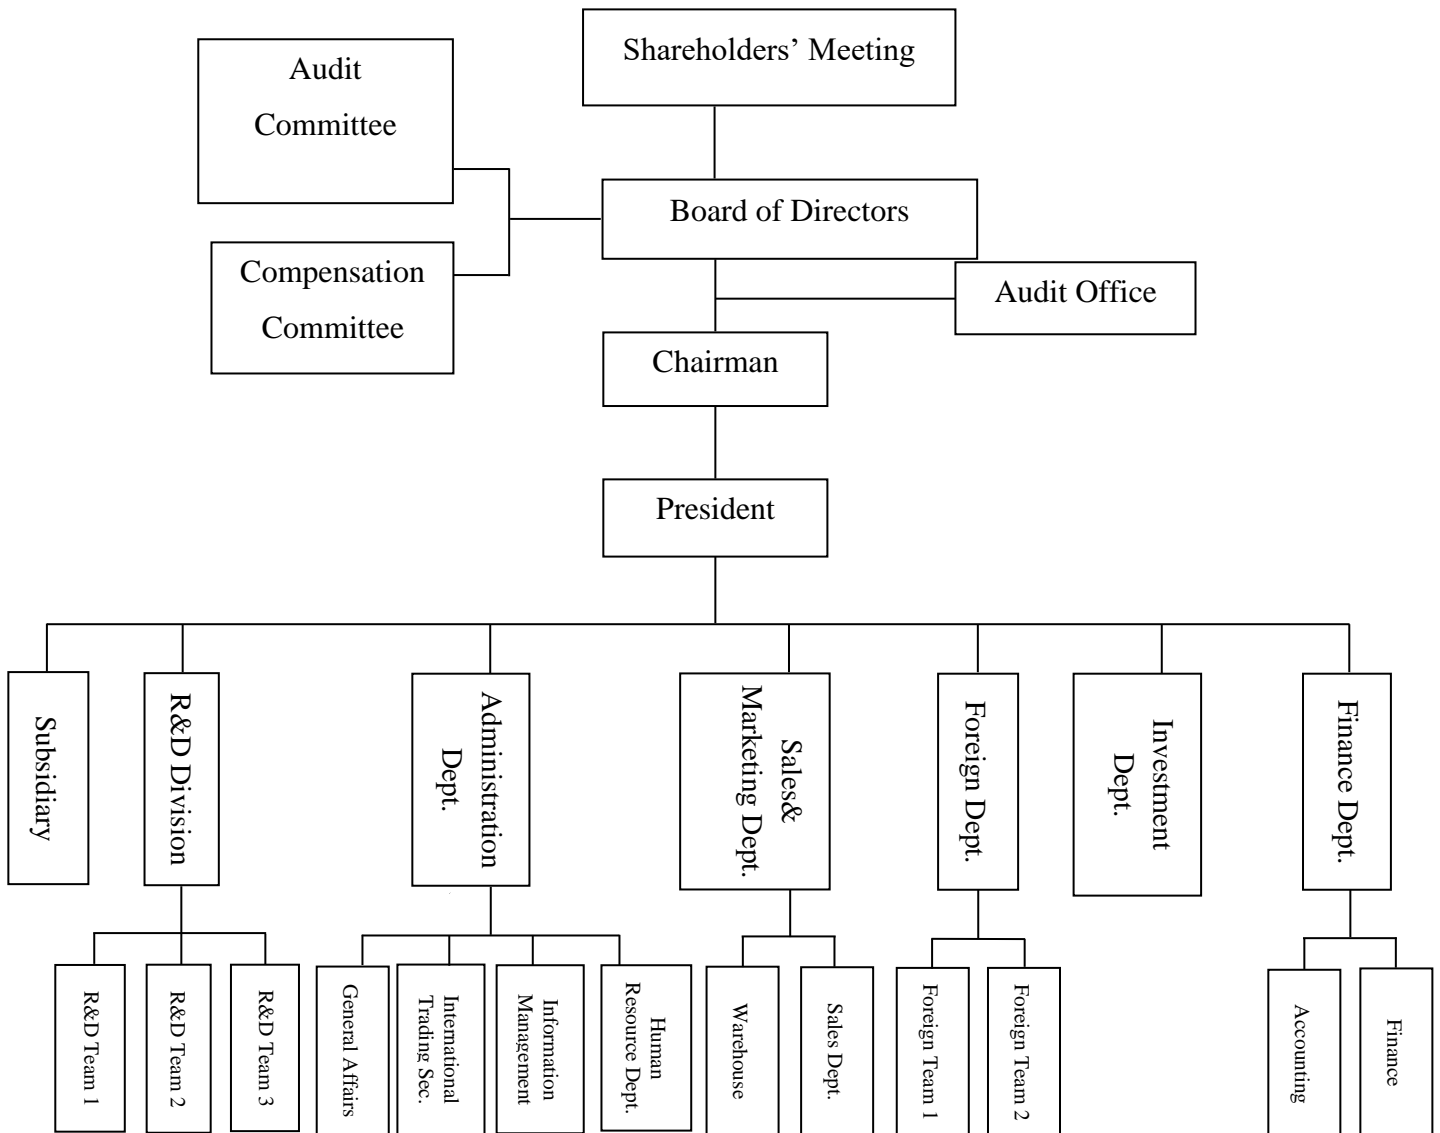 Shareholders’ Meeting
Audit
Committee
Board of Directors
Compensation
Committee
Audit Office
Chairman
President
Subsidiary
R&D Division
Administration
Dept.
Sales&
Marketing Dept.
Foreign Dept.
Investment
Dept.
Finance Dept.
R&D Team 1
R&D Team 2
R&D Team 3
General Affairs
International
Trading Sec.
Information
Management
Human
Resource Dept.
Warehouse
Sales Dept.
Foreign Team 1
Foreign Team 2
Accounting
Finance